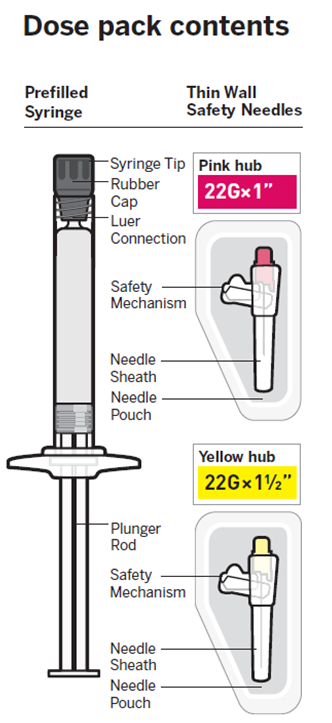 Dose pack contents
Prefilled
Syringe
Thin Wall
Safety Needles
Syringe Tip
Rubber
Cap
Luer
Connection
Pink hub
22G×1”
Safety
Mechanism
Needle
Sheath
Needle
Pouch
Yellow hub
22G×1½”
Plunger
Rod
Safety
Mechanism
Needle
Sheath
Needle
Pouch